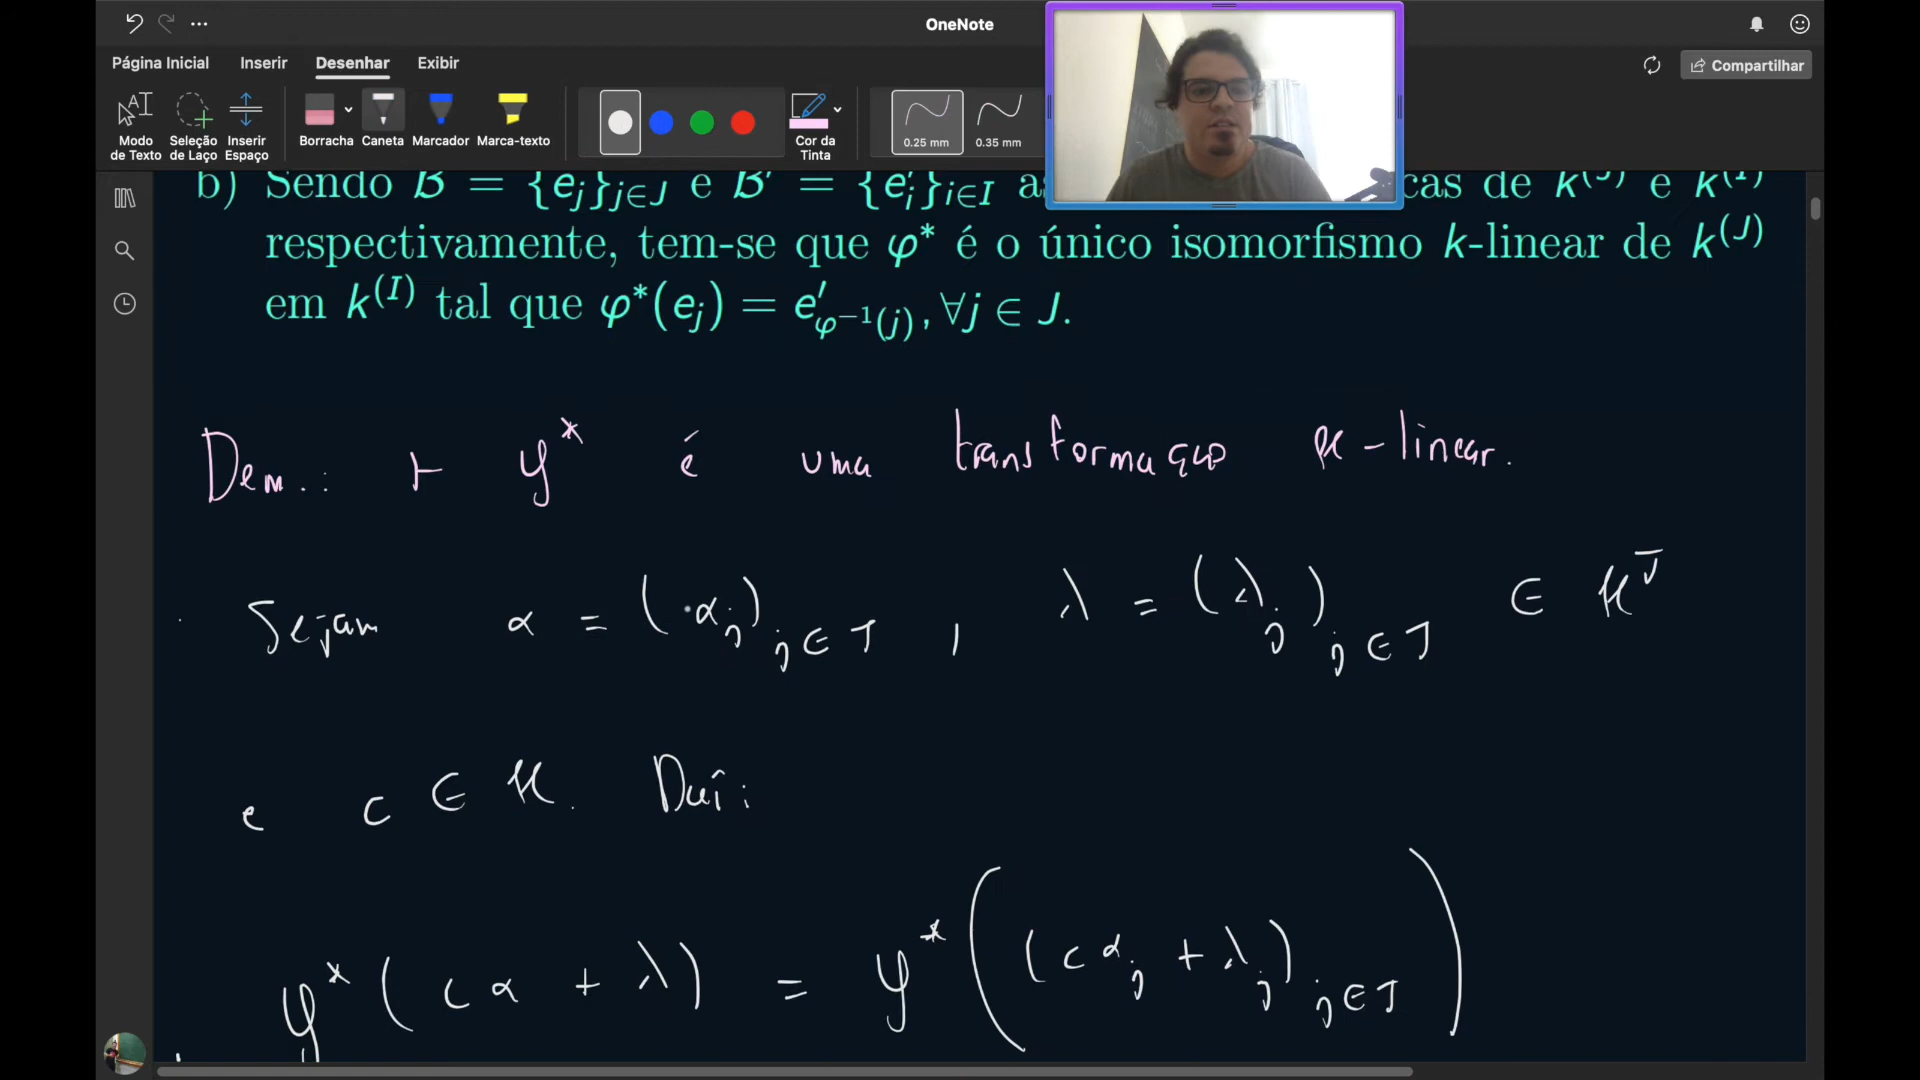 OneNote
Página Inicial Inserir Desenhar Exibir
Compartilhar
Modo de Texto Seleção de Laço Inserir Espaço Borracha Caneta Marcador Marca-texto Cor da Tinta 0.25 mm 0.35 mm
b) Sendo B = {e_j}_{j∈J} e B' = {e'_i}_{i∈I} as cas de k^(J) e k^(I)
respectivamente, tem-se que φ* é o único isomorfismo k-linear de k^(J)
em k^(I) tal que φ*(e_j) = e'_{φ^{-1}(j)}, ∀j ∈ J.
Dem.: ⊢ φ* é uma transformação k-linear.
Sejam α = (α_j)_{j∈J} , λ = (λ_j)_{j∈J} ∈ k^J
e c ∈ k. Daí:
φ*(cα + λ) = φ*((cα_j + λ_j)_{j∈J})